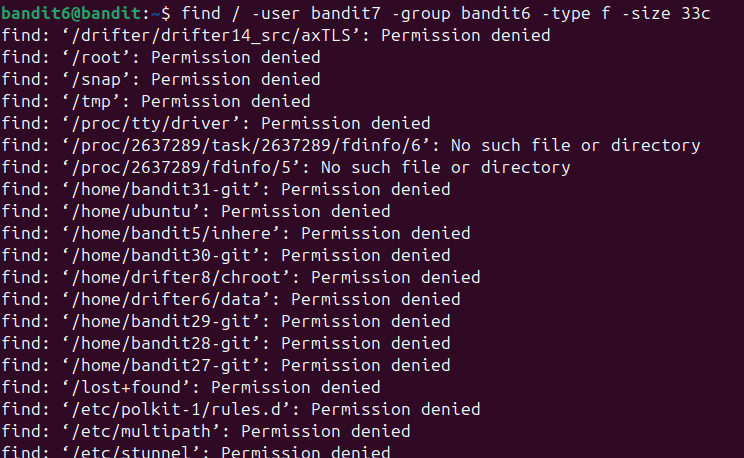 bandit6@bandit:~$ find / -user bandit7 -group bandit6 -type f -size 33c
find: ‘/drifter/drifter14_src/axTLS’: Permission denied
find: ‘/root’: Permission denied
find: ‘/snap’: Permission denied
find: ‘/tmp’: Permission denied
find: ‘/proc/tty/driver’: Permission denied
find: ‘/proc/2637289/task/2637289/fdinfo/6’: No such file or directory
find: ‘/proc/2637289/fdinfo/5’: No such file or directory
find: ‘/home/bandit31-git’: Permission denied
find: ‘/home/ubuntu’: Permission denied
find: ‘/home/bandit5/inhere’: Permission denied
find: ‘/home/bandit30-git’: Permission denied
find: ‘/home/drifter8/chroot’: Permission denied
find: ‘/home/drifter6/data’: Permission denied
find: ‘/home/bandit29-git’: Permission denied
find: ‘/home/bandit28-git’: Permission denied
find: ‘/home/bandit27-git’: Permission denied
find: ‘/lost+found’: Permission denied
find: ‘/etc/polkit-1/rules.d’: Permission denied
find: ‘/etc/multipath’: Permission denied
find: ‘/etc/stunnel’: Permission denied